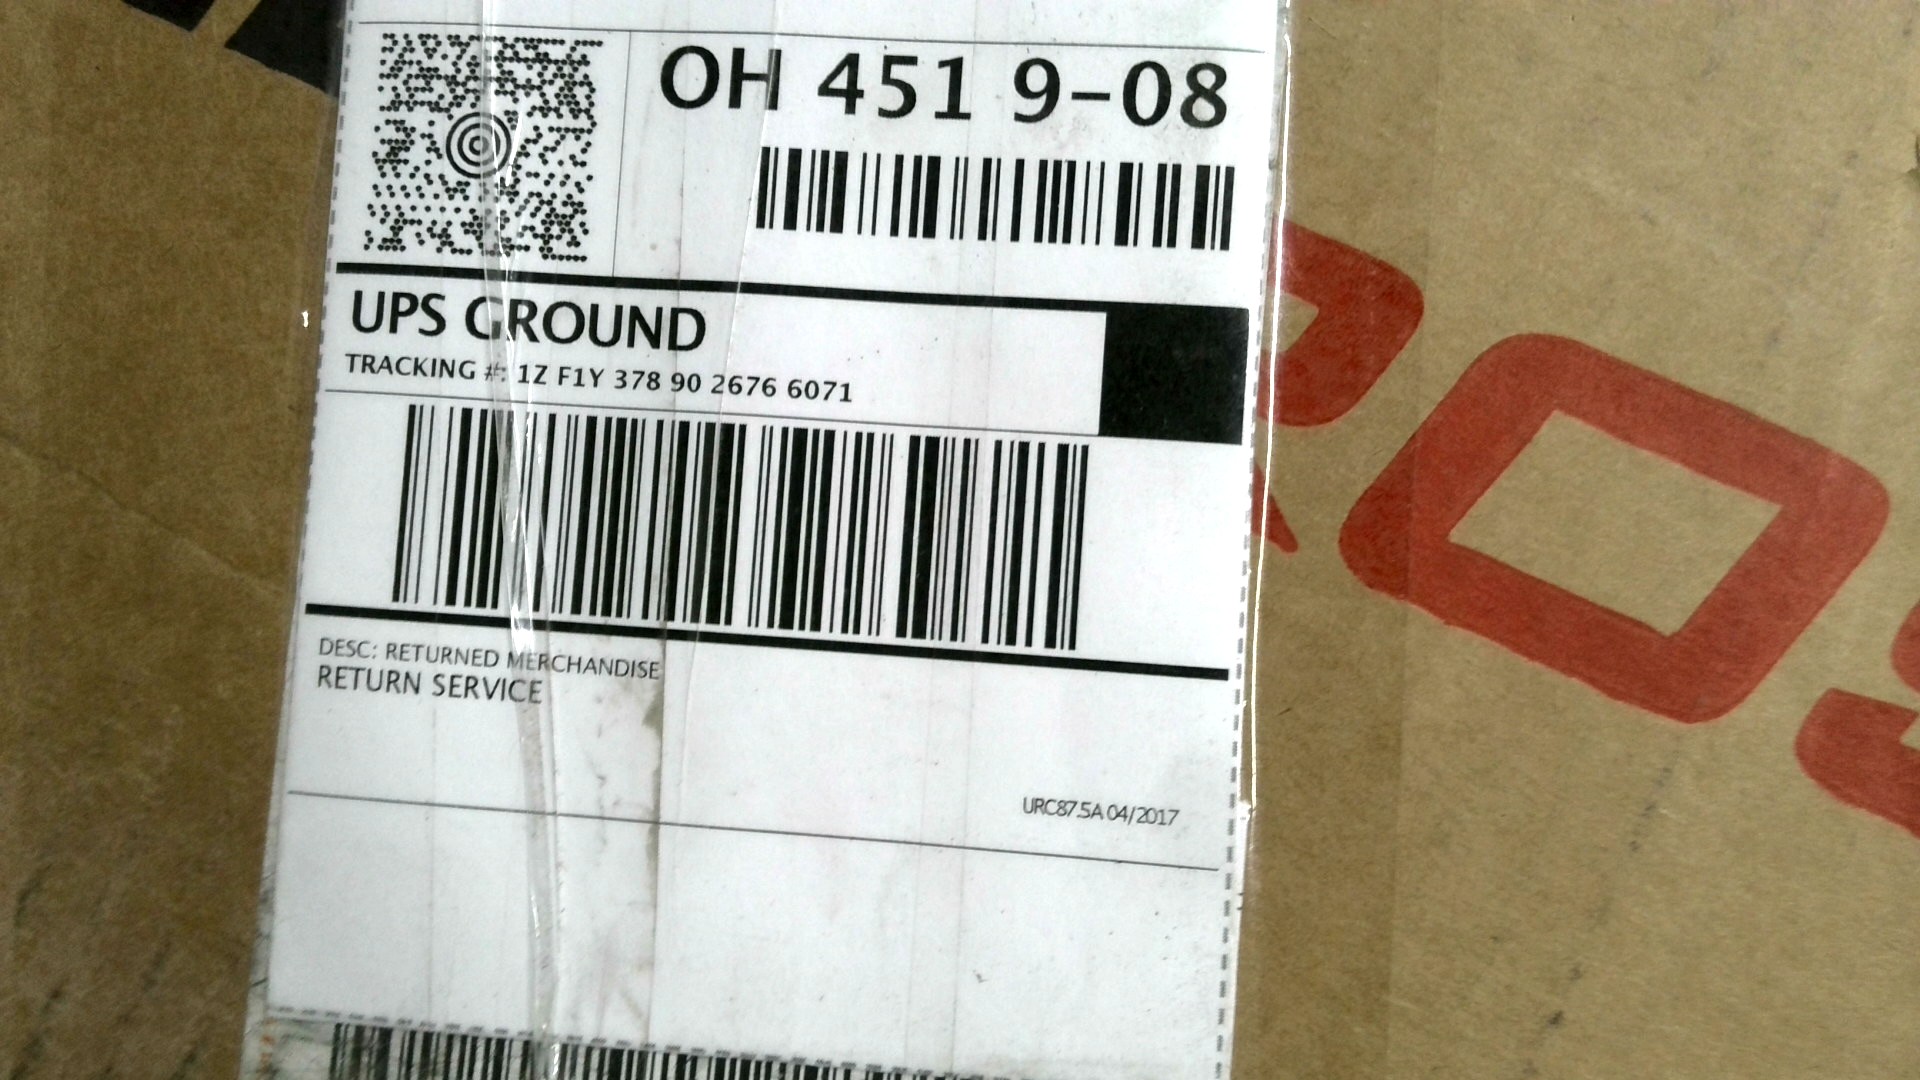 OH 451 9-08
UPS GROUND
TRACKING #: 1Z F1Y 378 90 2676 6071
DESC: RETURNED MERCHANDISE
RETURN SERVICE
URC87.5A 04/2017